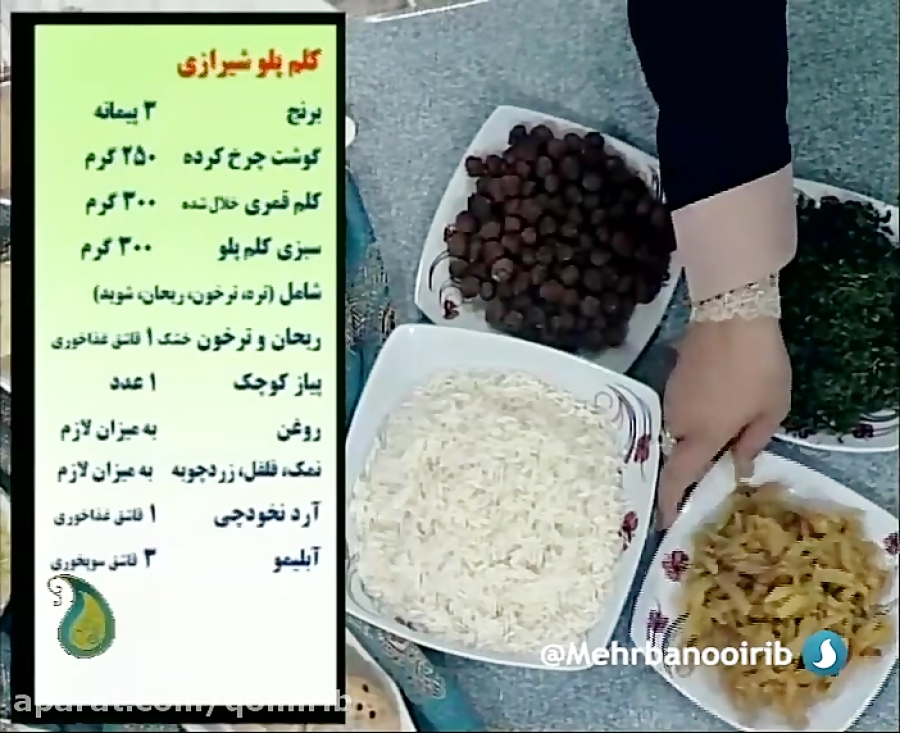 کلم پلو شیرازی
برنج ۳ پیمانه
گوشت چرخ کرده ۲۵۰ گرم
کلم قمری خلال شده ۳۰۰ گرم
سبزی کلم پلو ۳۰۰ گرم
شامل (تره، ترخون، ریحان، شوید)
ریحان و ترخون خشک ۱ قاشق غذاخوری
پیاز کوچک ۱ عدد
روغن به میزان لازم
نمک، فلفل، زردچوبه به میزان لازم
آرد نخودچی ۱ قاشق غذاخوری
آبلیمو ۳ قاشق سوپخوری
@Mehrbanooirib
aparat.com/qomirib